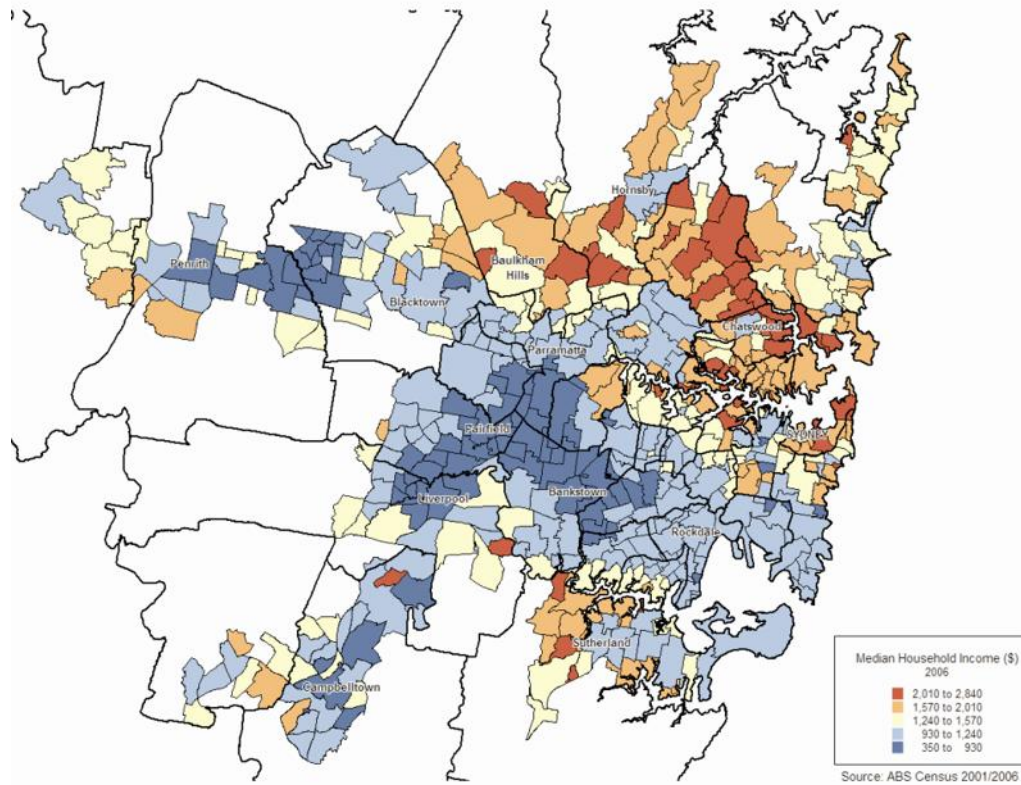 Hornsby
Penrith
Baulkham
Hills
Blacktown
Chatswood
Parramatta
SYDNEY
Fairfield
Liverpool
Bankstown
Rockdale
Sutherland
Campbelltown
Median Household Income ($)
2006
2,010 to 2,840
1,570 to 2,010
1,240 to 1,570
930 to 1,240
350 to 930
Source: ABS Census 2001/2006